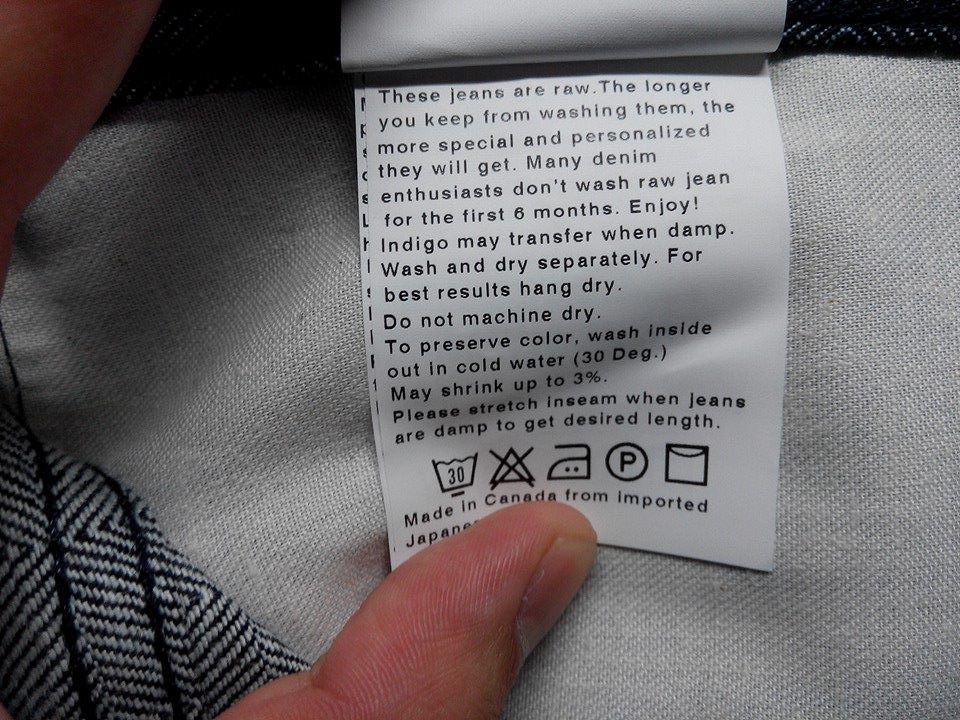 These jeans are raw.The longer
you keep from washing them, the
more special and personalized
they will get. Many denim
enthusiasts don't wash raw jean
for the first 6 months. Enjoy!
Indigo may transfer when damp.
Wash and dry separately. For
best results hang dry.
Do not machine dry.
To preserve color, wash inside
out in cold water (30 Deg.)
May shrink up to 3%.
Please stretch inseam when jeans
are damp to get desired length.
30 P
Made in Canada from imported